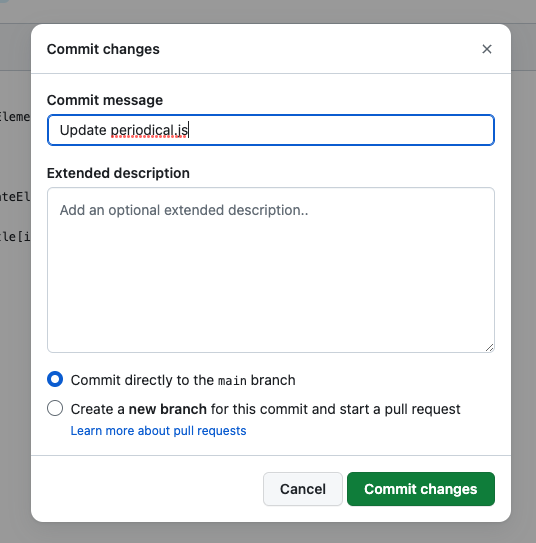 Commit changes
Commit message
Eleme
Update periodical.js
Extended description
ateEl
Add an optional extended description..
tle[i
Commit directly to the main branch
Create a new branch for this commit and start a pull request
Learn more about pull requests
Cancel
Commit changes